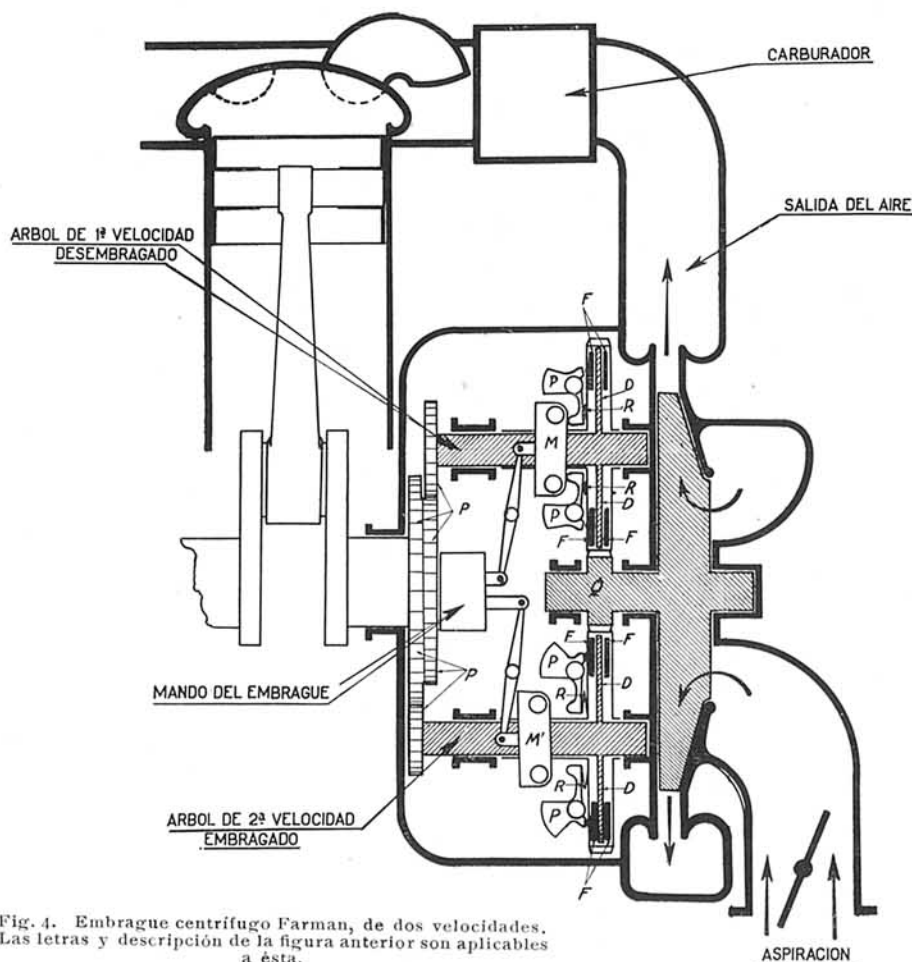 CARBURADOR
SALIDA DEL AIRE
ARBOL DE 1ª VELOCIDAD
DESEMBRAGADO
F
P
D
R
M
R
P
D
P
F
F
Q
F
F
P
MANDO DEL EMBRAGUE
P
D
R
M'
R
D
ARBOL DE 2ª VELOCIDAD
EMBRAGADO
P
F
Fig. 4. Embrague centrífugo Farman, de dos velocidades.
Las letras y descripción de la figura anterior son aplicables
a ésta.
ASPIRACION